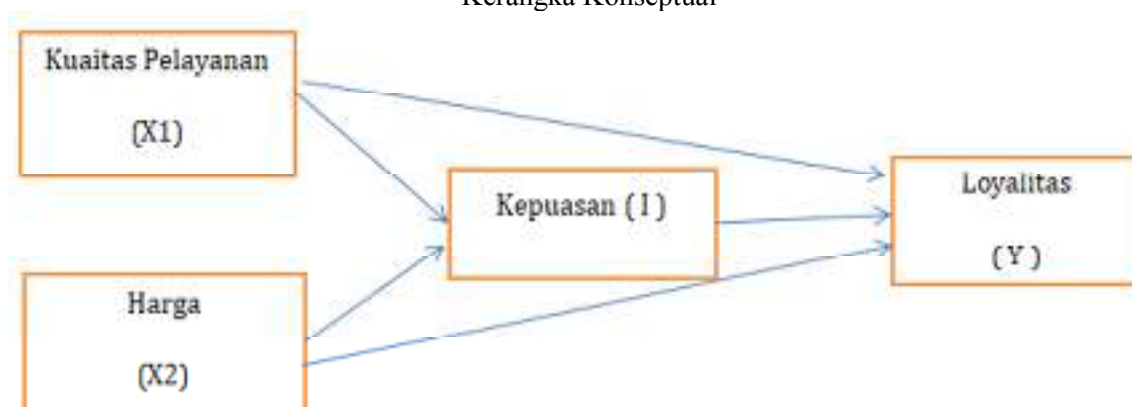 Kerangka Konseptual
Kuaitas Pelayanan
(X1)
Kepuasan ( I )
Loyalitas
( Y )
Harga
(X2)